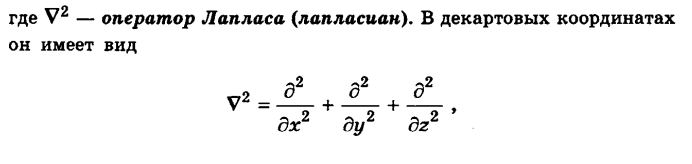 где ∇² — оператор Лапласа (лапласиан). В декартовых координатах
он имеет вид
∇² = ∂²/∂x² + ∂²/∂y² + ∂²/∂z² ,